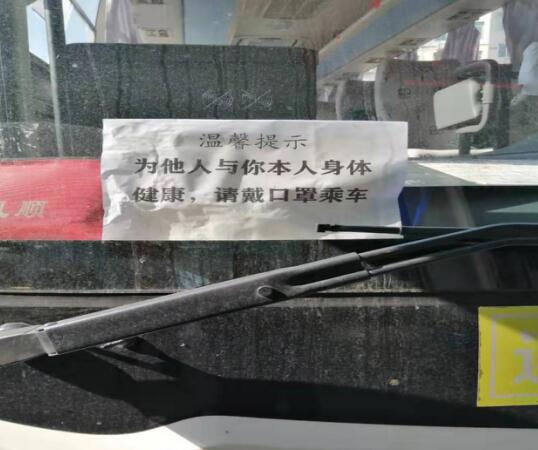 温馨提示
为他人与你本人身体
健康，请戴口罩乘车
顺